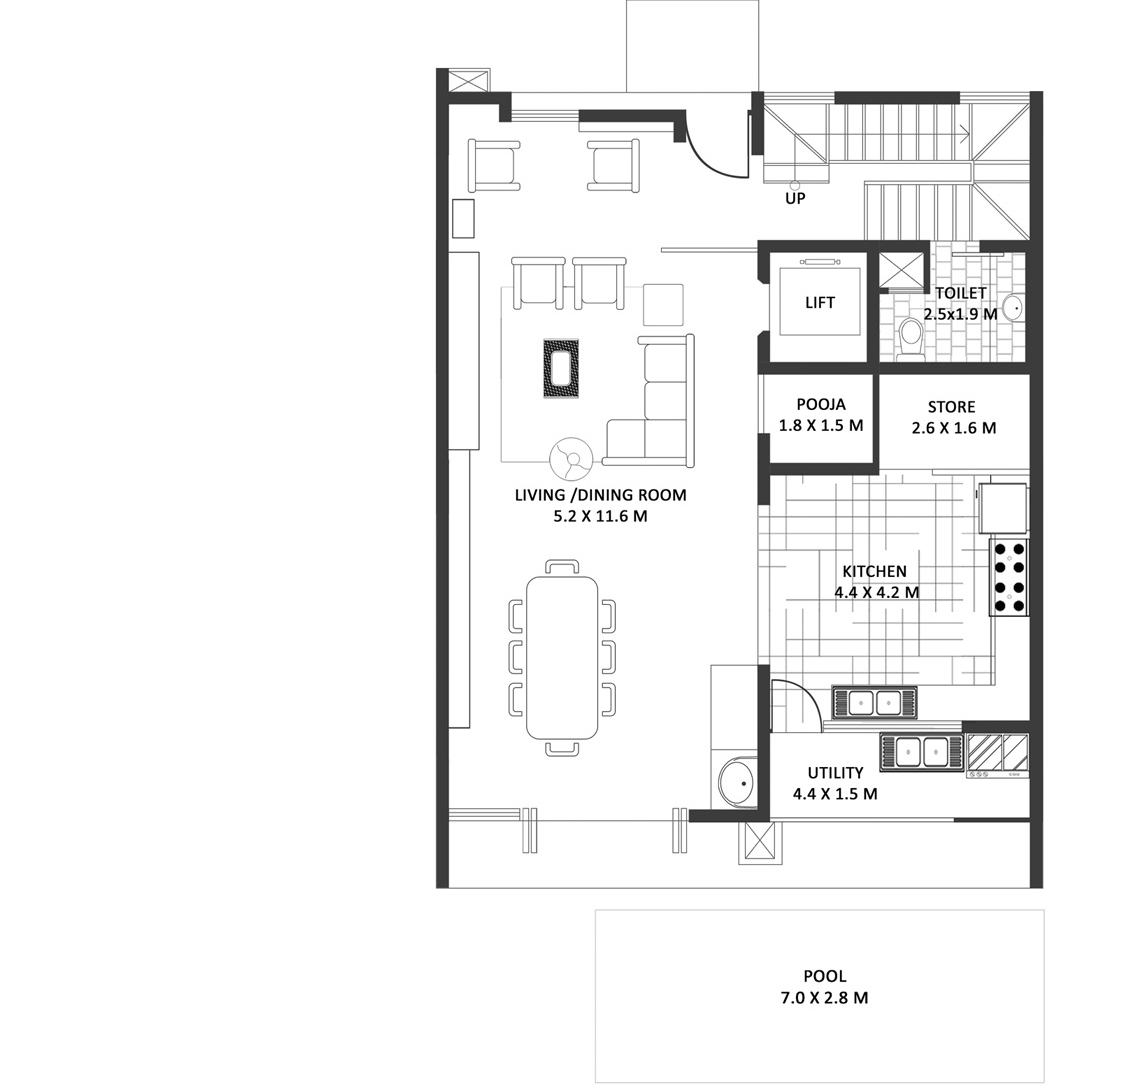 UP
LIFT
TOILET
2.5x1.9 M
POOJA
1.8 X 1.5 M
STORE
2.6 X 1.6 M
LIVING /DINING ROOM
5.2 X 11.6 M
KITCHEN
4.4 X 4.2 M
UTILITY
4.4 X 1.5 M
POOL
7.0 X 2.8 M